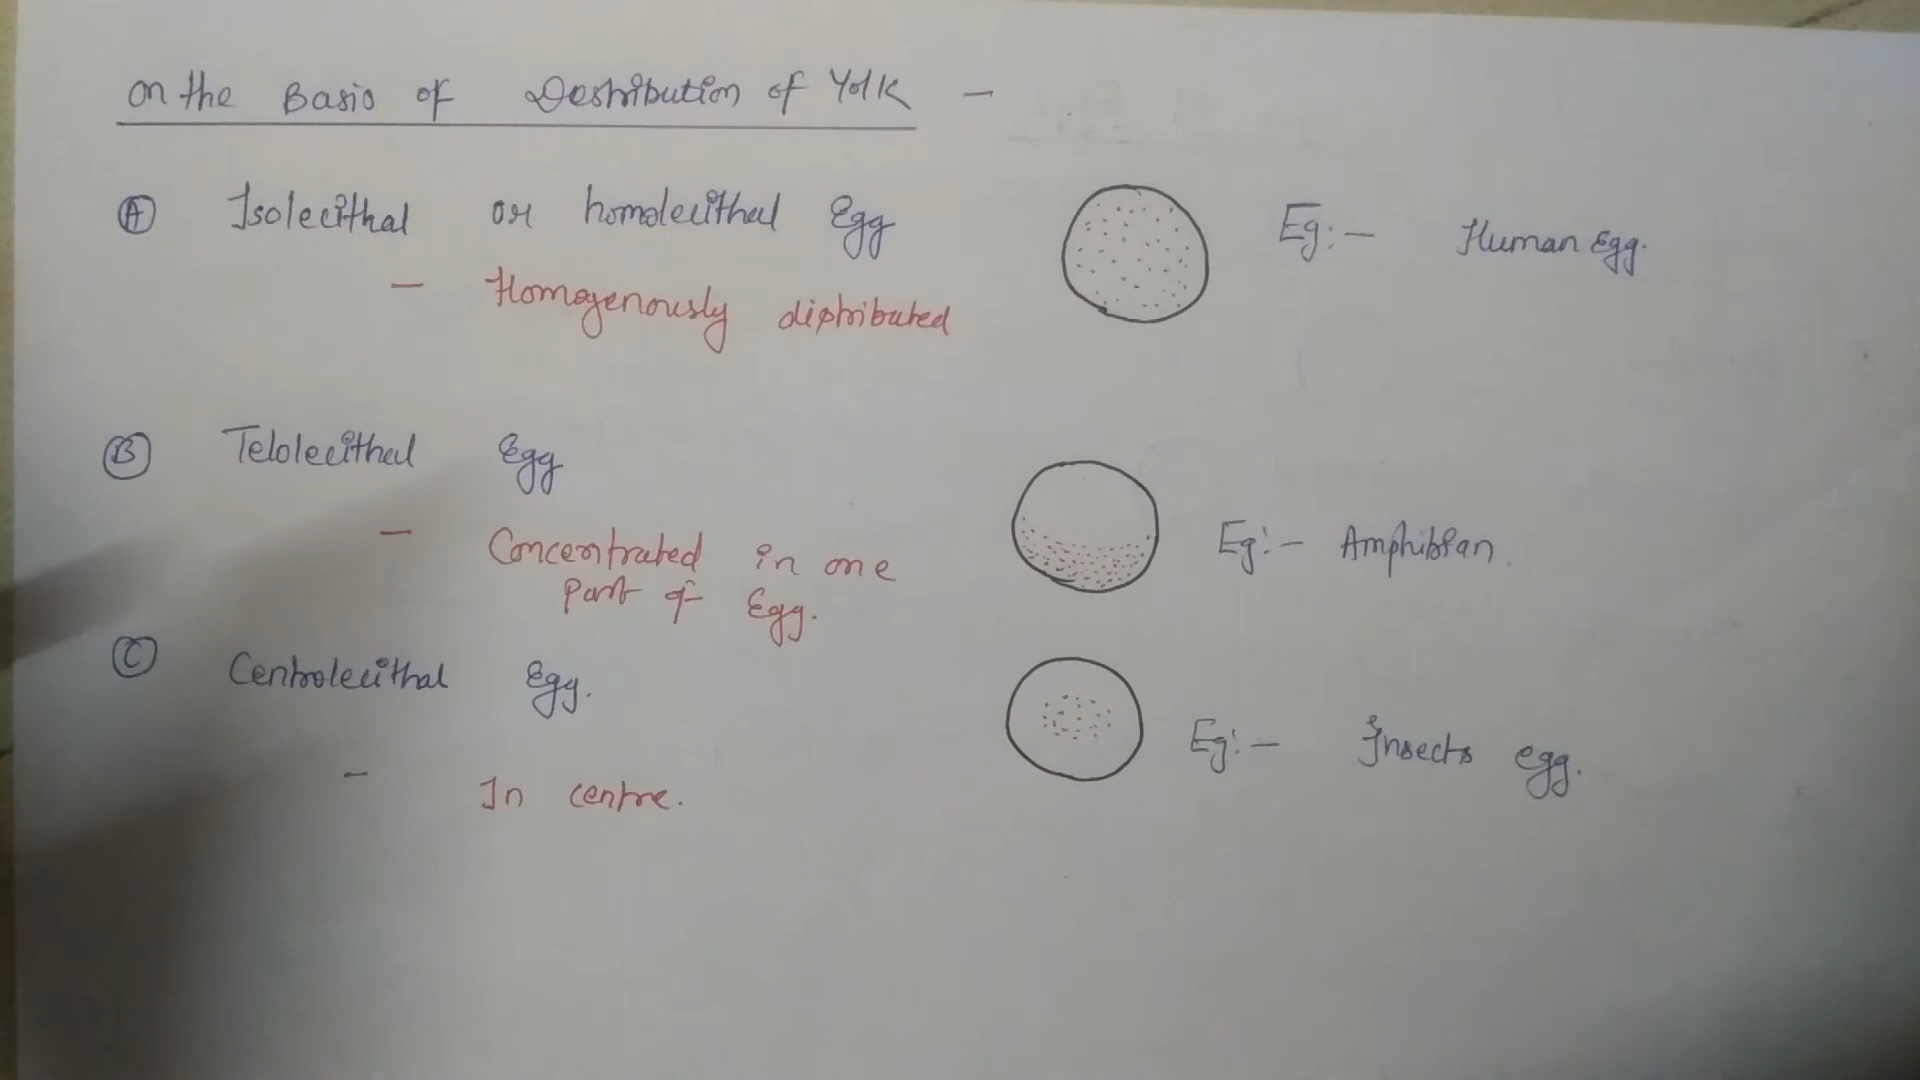 On the Basis of Destribution of Yolk -
(A) Isolecithal or homolecithal Egg Eg:- Human Egg.
- Homogenously distributed
(B) Telolecithal Egg
- Concentrated in one Eg:- Amphibian.
part of Egg.
(C) Centrolecithal Egg.
Eg:- Insects egg.
- In centre.